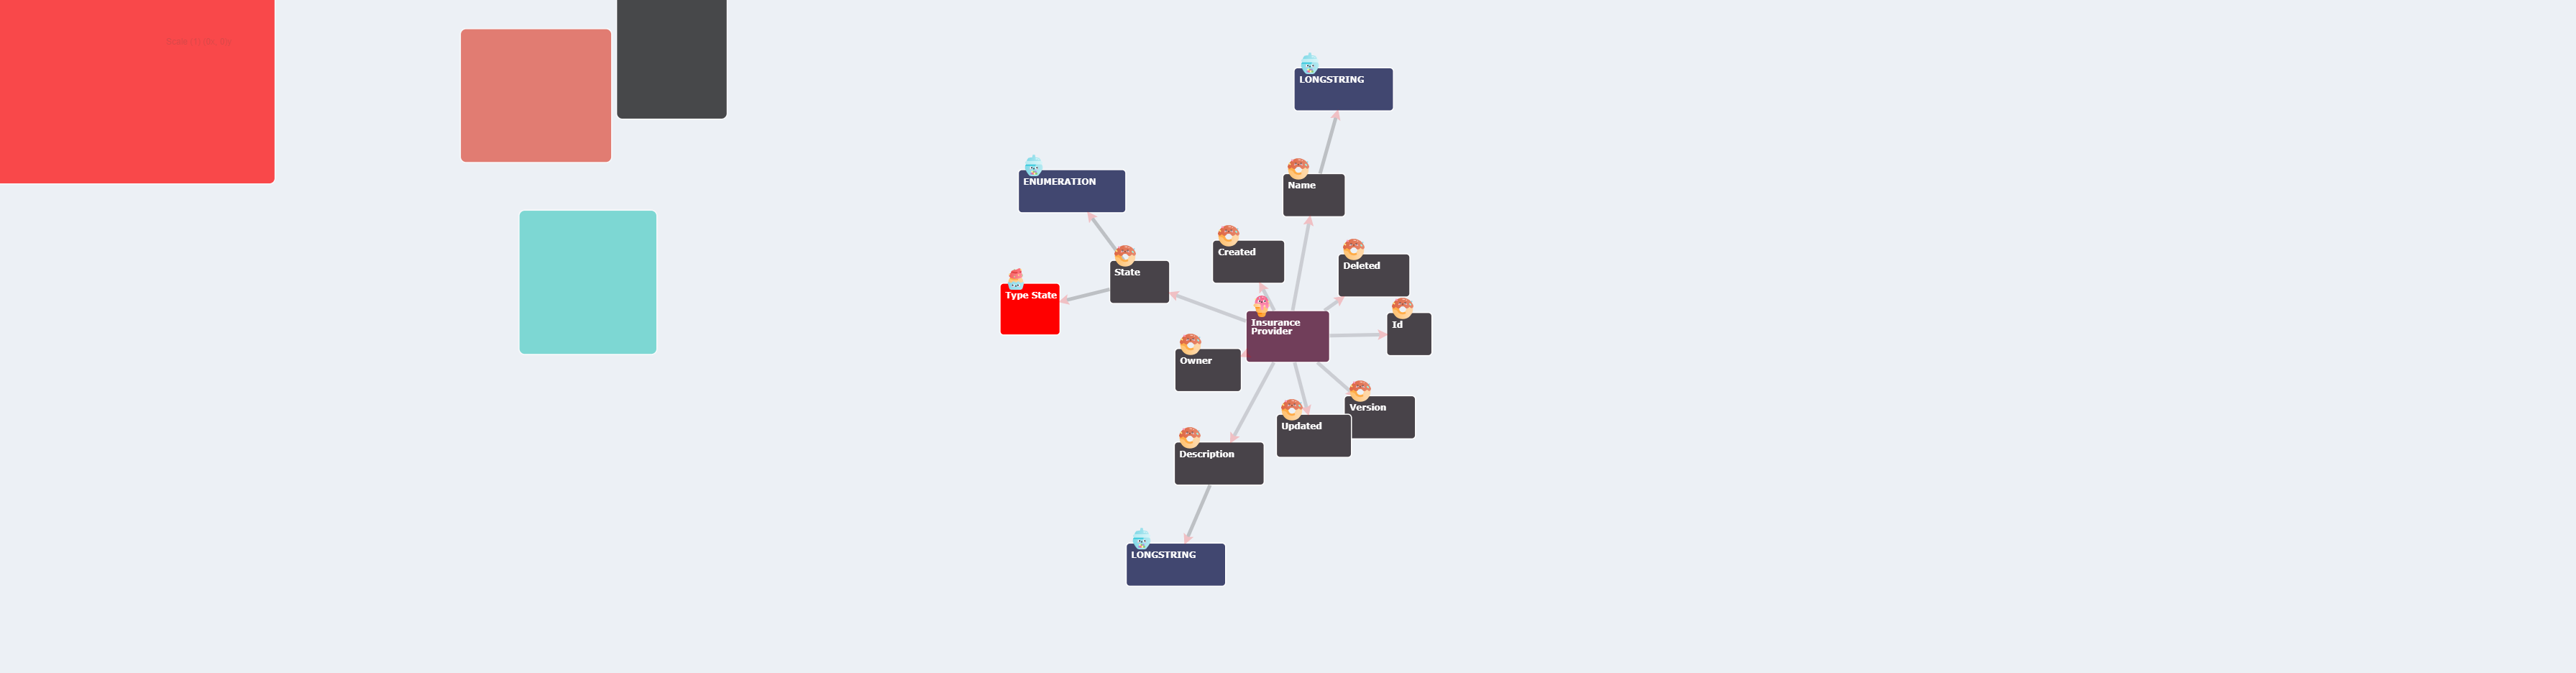 LONGSTRING
ENUMERATION
Name
Created
Deleted
State
Type State
Insurance
Provider
Id
Owner
Version
Updated
Description
LONGSTRING